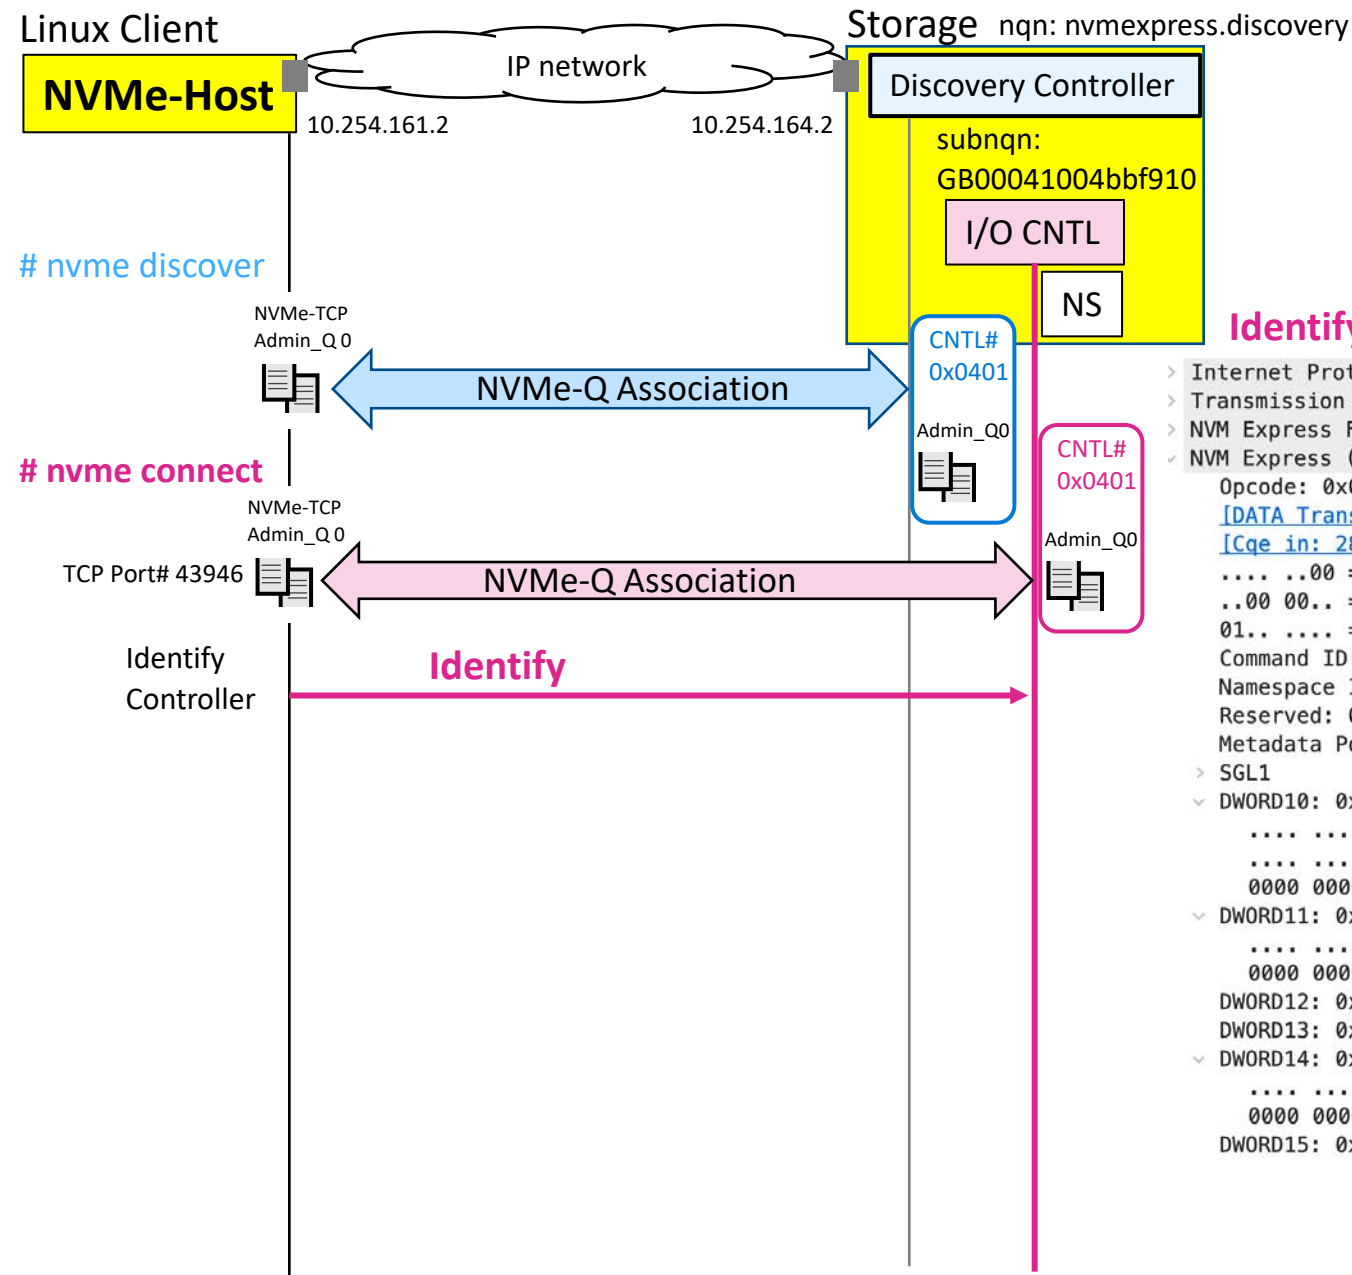 Linux Client
Storage nqn: nvmexpress.discovery
NVMe-Host
IP network
Discovery Controller
10.254.161.2
10.254.164.2
subnqn:
GB00041004bbf910
I/O CNTL
NS
# nvme discover
NVMe-TCP
Admin_Q 0
NVMe-Q Association
CNTL#
0x0401
Admin_Q0
# nvme connect
NVMe-TCP
Admin_Q 0
TCP Port# 43946
NVMe-Q Association
CNTL#
0x0401
Admin_Q0
Identify
Controller
Identify
Identify
Internet Prot
Transmission
NVM Express
NVM Express (
Opcode: 0x
[DATA Trans
[Cqe in: 28
.... ..00 =
..00 00.. =
01.. .... =
Command ID
Namespace
Reserved:
Metadata Po
SGL1
DWORD10: 0x
.... ...
.... ...
0000 000
DWORD11: 0x
.... ...
0000 000
DWORD12: 0x
DWORD13: 0x
DWORD14: 0x
.... ...
0000 000
DWORD15: 0x